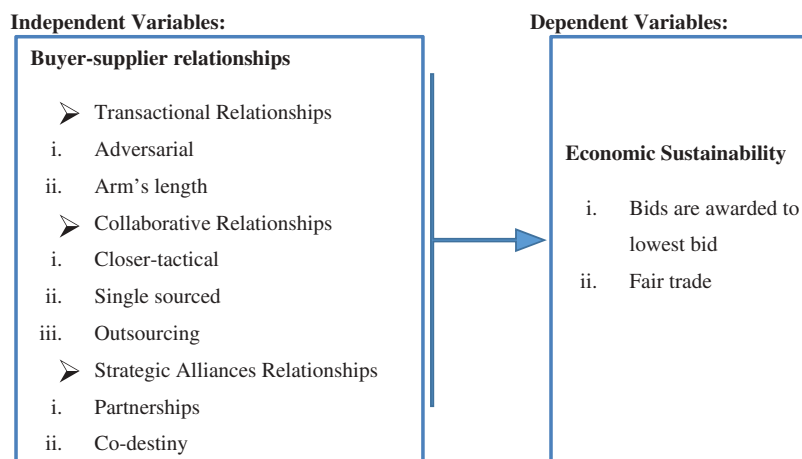 Independent Variables:
Buyer-supplier relationships
➢ Transactional Relationships
i. Adversarial
ii. Arm's length
➢ Collaborative Relationships
i. Closer-tactical
ii. Single sourced
iii. Outsourcing
➢ Strategic Alliances Relationships
i. Partnerships
ii. Co-destiny
Dependent Variables:
Economic Sustainability
i. Bids are awarded to
lowest bid
ii. Fair trade